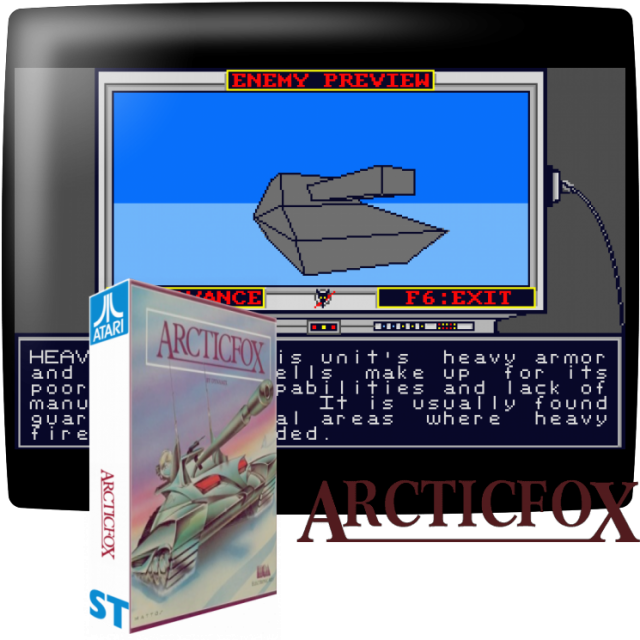 ENEMY PREVIEW
VANCE
F6:EXIT
HEAV is unit's heavy armor
and ells make up for its
poor pabilities and lack of
manu It is usually found
guar al areas where heavy
fire ded.
ATARI
ARCTICFOX
ARCTICFOX
ST
ARCTICFOX